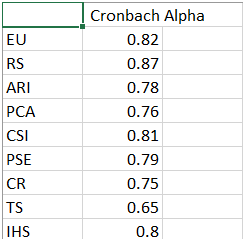 Cronbach Alpha
EU 0.82
RS 0.87
ARI 0.78
PCA 0.76
CSI 0.81
PSE 0.79
CR 0.75
TS 0.65
IHS 0.8